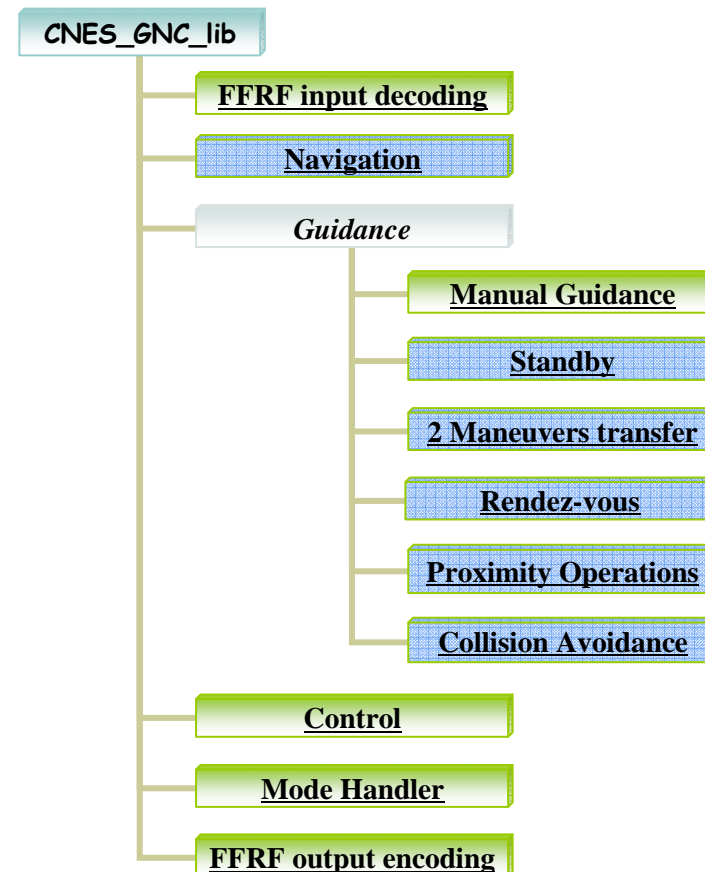 CNES_GNC_lib
FFRF input decoding
Navigation
Guidance
Manual Guidance
Standby
2 Maneuvers transfer
Rendez-vous
Proximity Operations
Collision Avoidance
Control
Mode Handler
FFRF output encoding